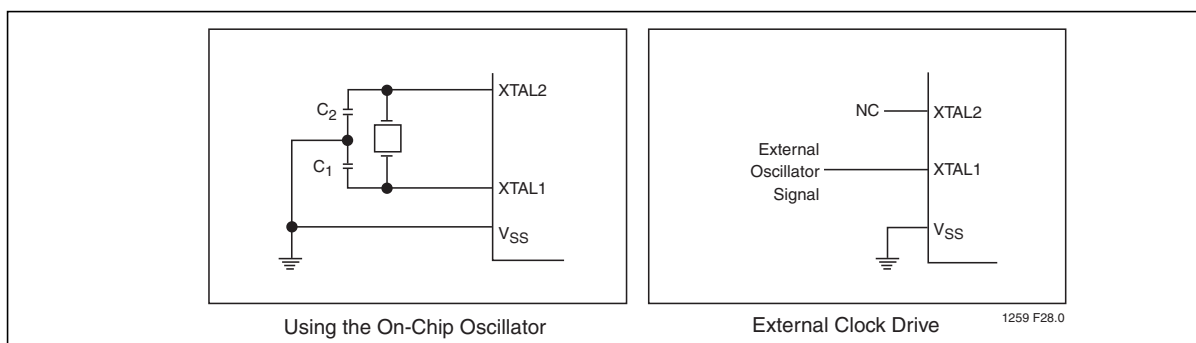 XTAL2
C2
C1
XTAL1
VSS
Using the On-Chip Oscillator
NC
XTAL2
External
Oscillator
Signal
XTAL1
VSS
External Clock Drive
1259 F28.0